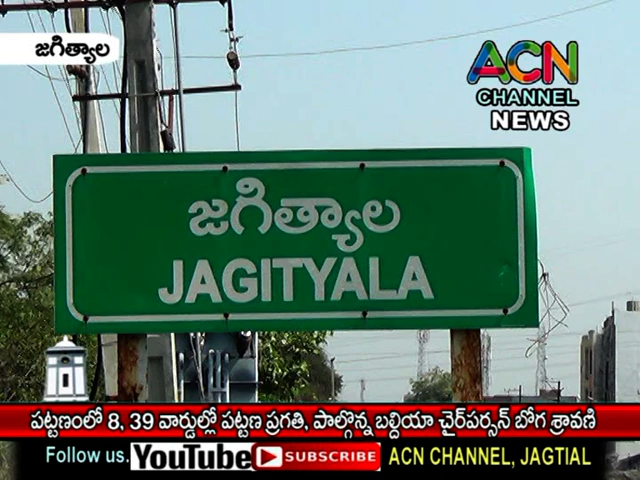 జగిత్యాల
ACN
CHANNEL
NEWS
జగిత్యాల
JAGITYALA
పట్టణంలో 8, 39 వార్డుల్లో పట్టణ ప్రగతి, పాల్గొన్న బల్దియా చైర్‌పర్సన్ బోగ శ్రావణి
Follow us. YouTube SUBSCRIBE ACN CHANNEL, JAGTIAL